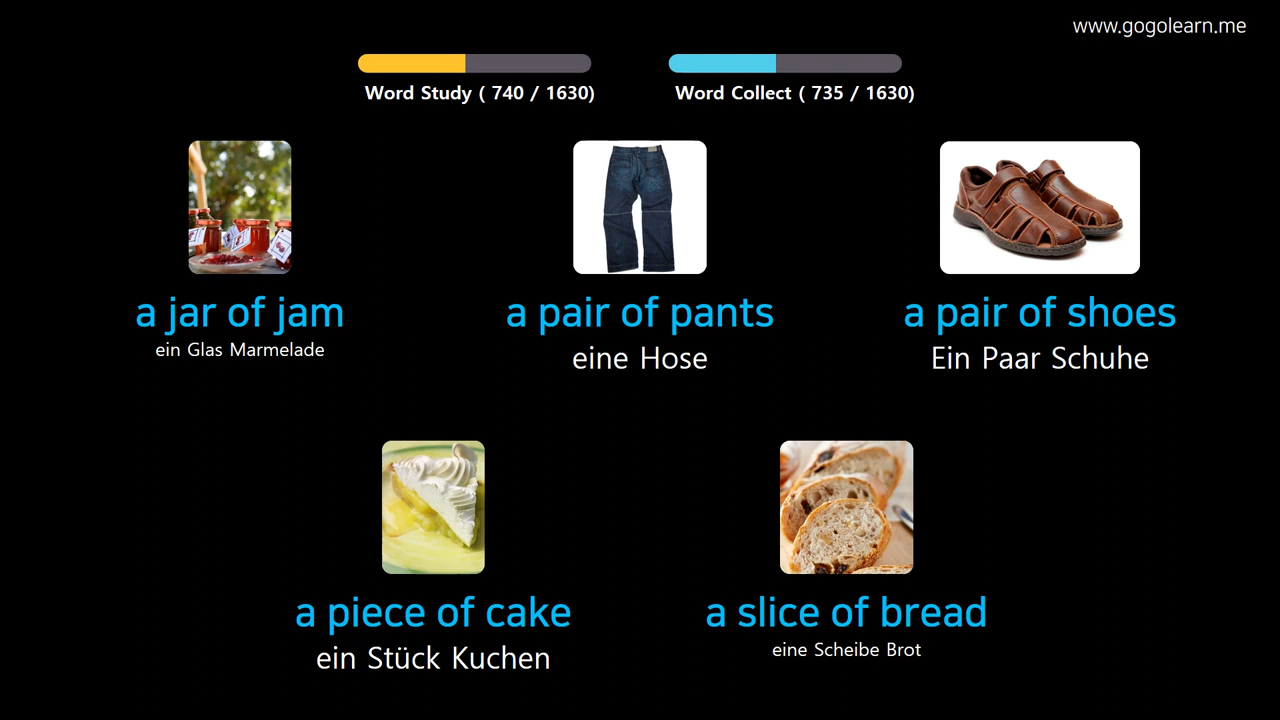 www.gogolearn.me
Word Study ( 740 / 1630)
Word Collect ( 735 / 1630)
a jar of jam
ein Glas Marmelade
a pair of pants
eine Hose
a pair of shoes
Ein Paar Schuhe
a piece of cake
ein Stück Kuchen
a slice of bread
eine Scheibe Brot